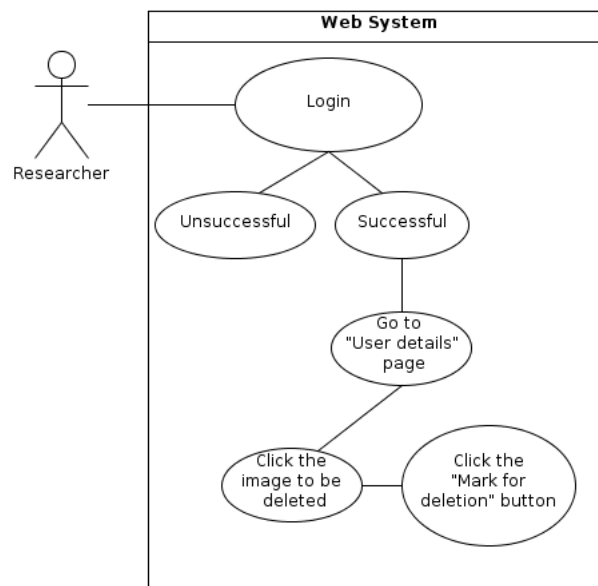 Web System
Login
Researcher
Unsuccessful
Successful
Go to
"User details"
page
Click the
image to be
deleted
Click the
"Mark for
deletion" button